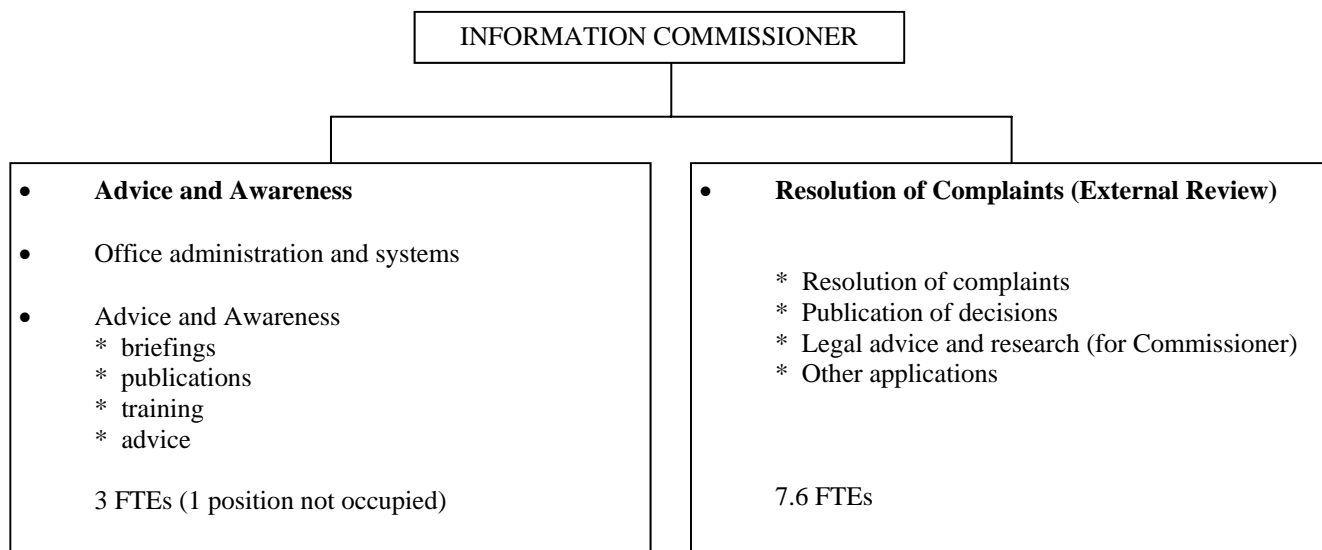 INFORMATION COMMISSIONER
• Advice and Awareness
• Office administration and systems
• Advice and Awareness
* briefings
* publications
* training
* advice
3 FTEs (1 position not occupied)
• Resolution of Complaints (External Review)
* Resolution of complaints
* Publication of decisions
* Legal advice and research (for Commissioner)
* Other applications
7.6 FTEs